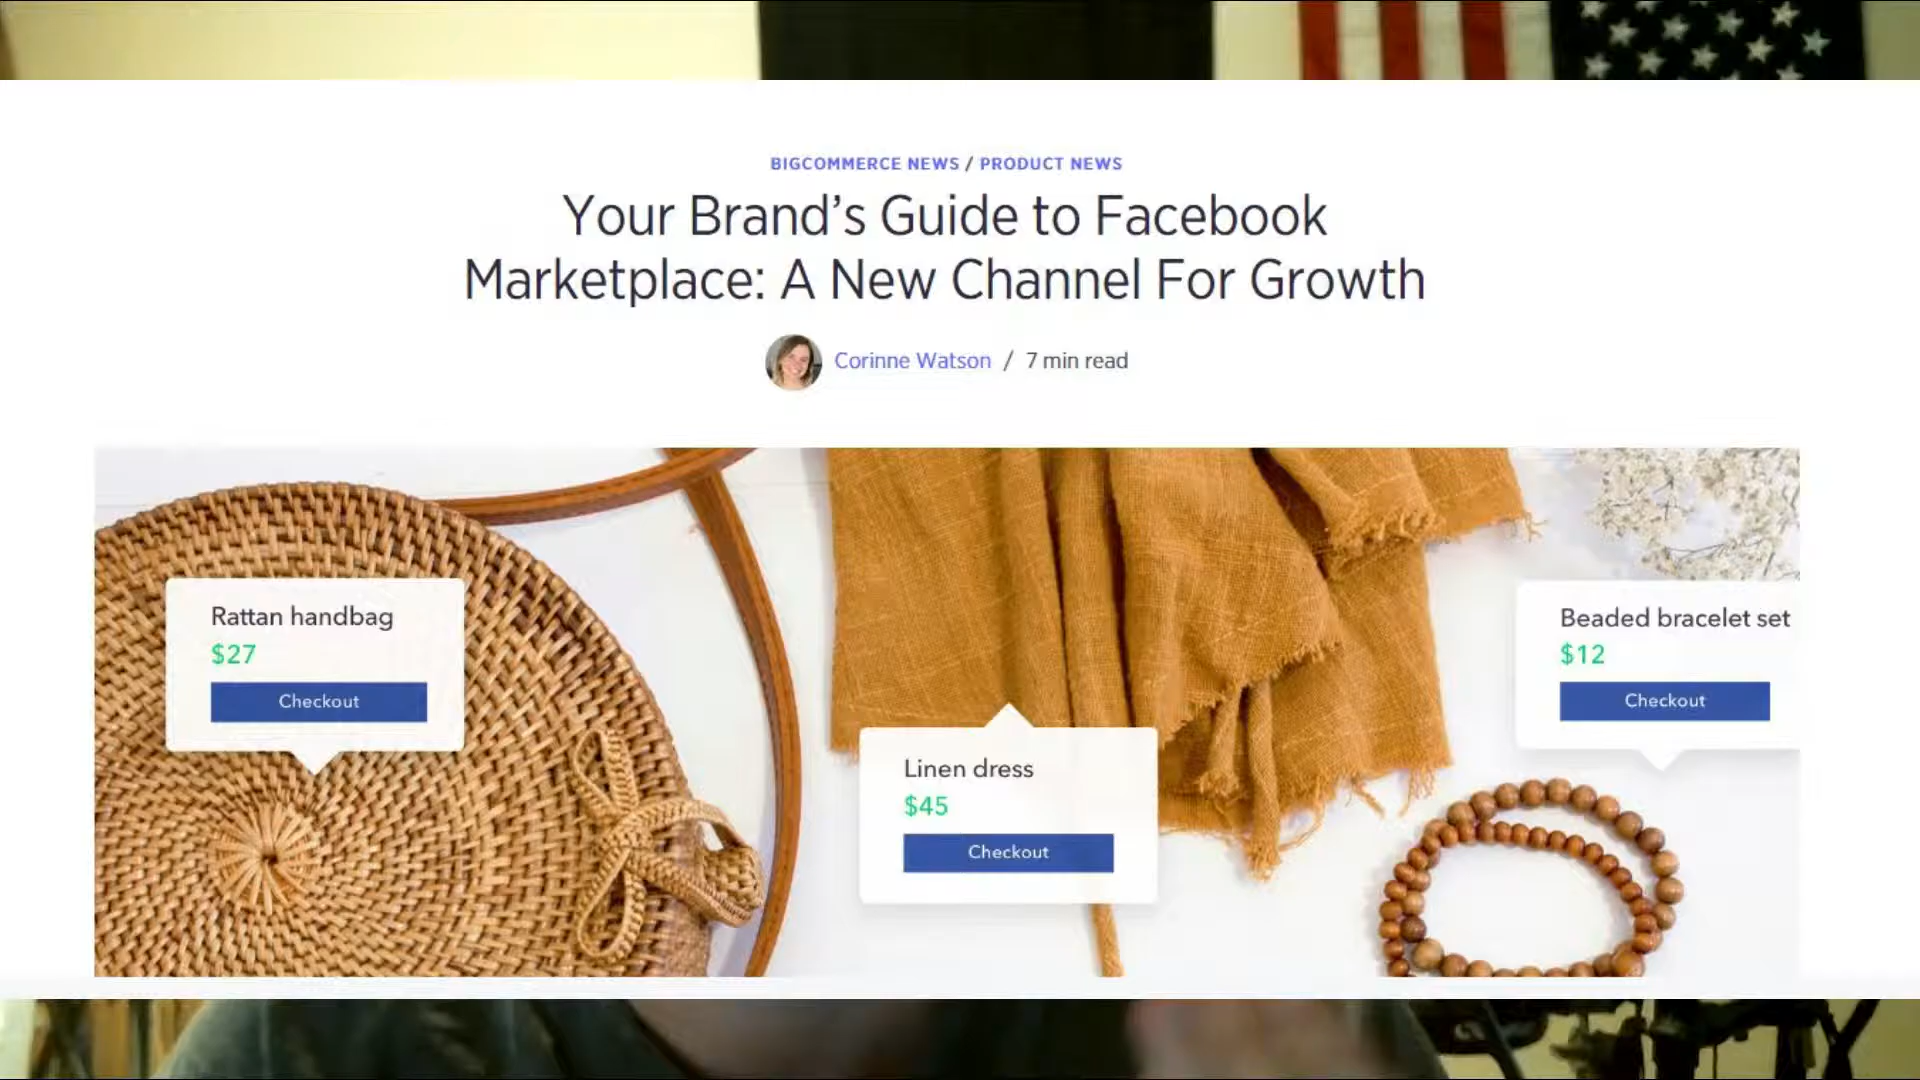 BIGCOMMERCE NEWS / PRODUCT NEWS
Your Brand’s Guide to Facebook
Marketplace: A New Channel For Growth
Corinne Watson / 7 min read
Rattan handbag
$27
Checkout
Linen dress
$45
Checkout
Beaded bracelet set
$12
Checkout